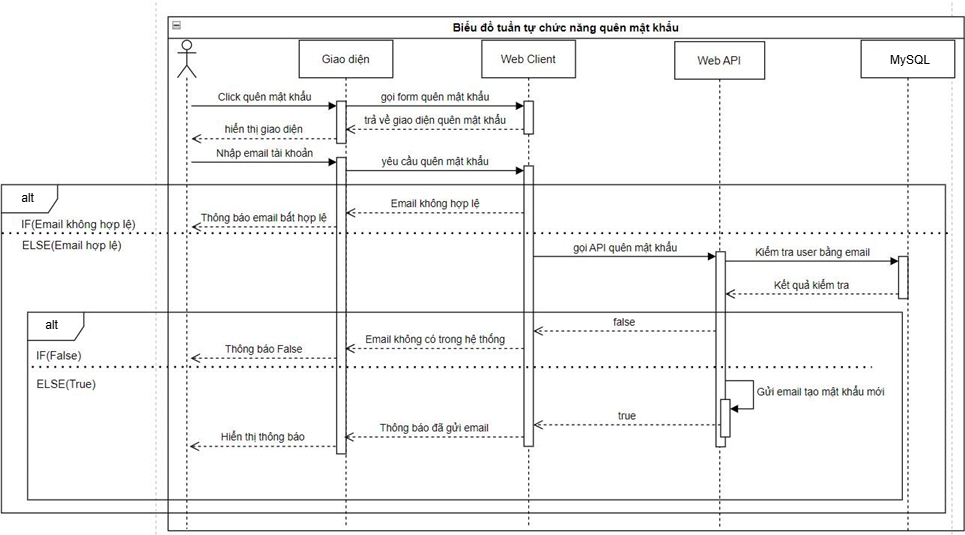 Biểu đồ tuần tự chức năng quên mật khẩu
Giao diện
Web Client
Web API
MySQL
Click quên mật khẩu
gọi form quên mật khẩu
trả về giao diện quên mật khẩu
hiển thị giao diện
Nhập email tài khoản
yêu cầu quên mật khẩu
alt
Email không hợp lệ
Thông báo email bất hợp lệ
IF(Email không hợp lệ)
ELSE(Email hợp lệ)
gọi API quên mật khẩu
Kiểm tra user bằng email
Kết quả kiểm tra
alt
false
Email không có trong hệ thống
Thông báo False
IF(False)
ELSE(True)
Gửi email tạo mật khẩu mới
true
Thông báo đã gửi email
Hiển thị thông báo